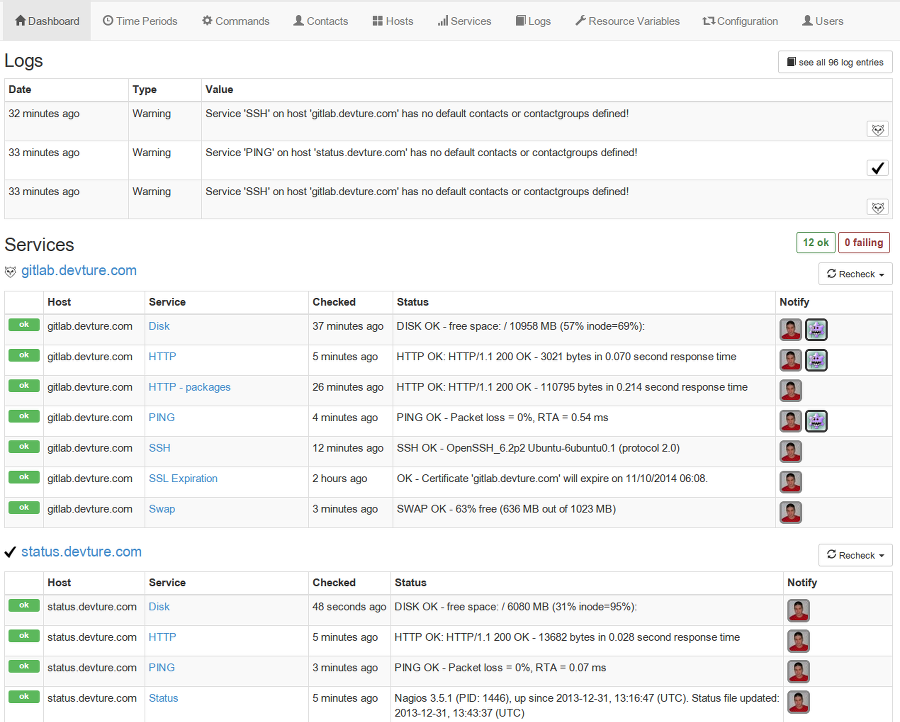 Dashboard Time Periods Commands Contacts Hosts Services Logs Resource Variables Configuration Users
Logs see all 96 log entries
Date Type Value
32 minutes ago Warning Service 'SSH' on host 'gitlab.devture.com' has no default contacts or contactgroups defined!
33 minutes ago Warning Service 'PING' on host 'status.devture.com' has no default contacts or contactgroups defined!
33 minutes ago Warning Service 'SSH' on host 'gitlab.devture.com' has no default contacts or contactgroups defined!
Services 12 ok 0 failing
gitlab.devture.com Recheck
Host Service Checked Status Notify
ok gitlab.devture.com Disk 37 minutes ago DISK OK - free space: / 10958 MB (57% inode=69%):
ok gitlab.devture.com HTTP 5 minutes ago HTTP OK: HTTP/1.1 200 OK - 3021 bytes in 0.070 second response time
ok gitlab.devture.com HTTP - packages 26 minutes ago HTTP OK: HTTP/1.1 200 OK - 110795 bytes in 0.214 second response time
ok gitlab.devture.com PING 4 minutes ago PING OK - Packet loss = 0%, RTA = 0.54 ms
ok gitlab.devture.com SSH 12 minutes ago SSH OK - OpenSSH_6.2p2 Ubuntu-6ubuntu0.1 (protocol 2.0)
ok gitlab.devture.com SSL Expiration 2 hours ago OK - Certificate 'gitlab.devture.com' will expire on 11/10/2014 06:08.
ok gitlab.devture.com Swap 3 minutes ago SWAP OK - 63% free (636 MB out of 1023 MB)
status.devture.com Recheck
Host Service Checked Status Notify
ok status.devture.com Disk 48 seconds ago DISK OK - free space: / 6080 MB (31% inode=95%):
ok status.devture.com HTTP 5 minutes ago HTTP OK: HTTP/1.1 200 OK - 13682 bytes in 0.028 second response time
ok status.devture.com PING 3 minutes ago PING OK - Packet loss = 0%, RTA = 0.07 ms
ok status.devture.com Status 5 minutes ago Nagios 3.5.1 (PID: 1446), up since 2013-12-31, 13:16:47 (UTC). Status file updated:
2013-12-31, 13:43:37 (UTC)